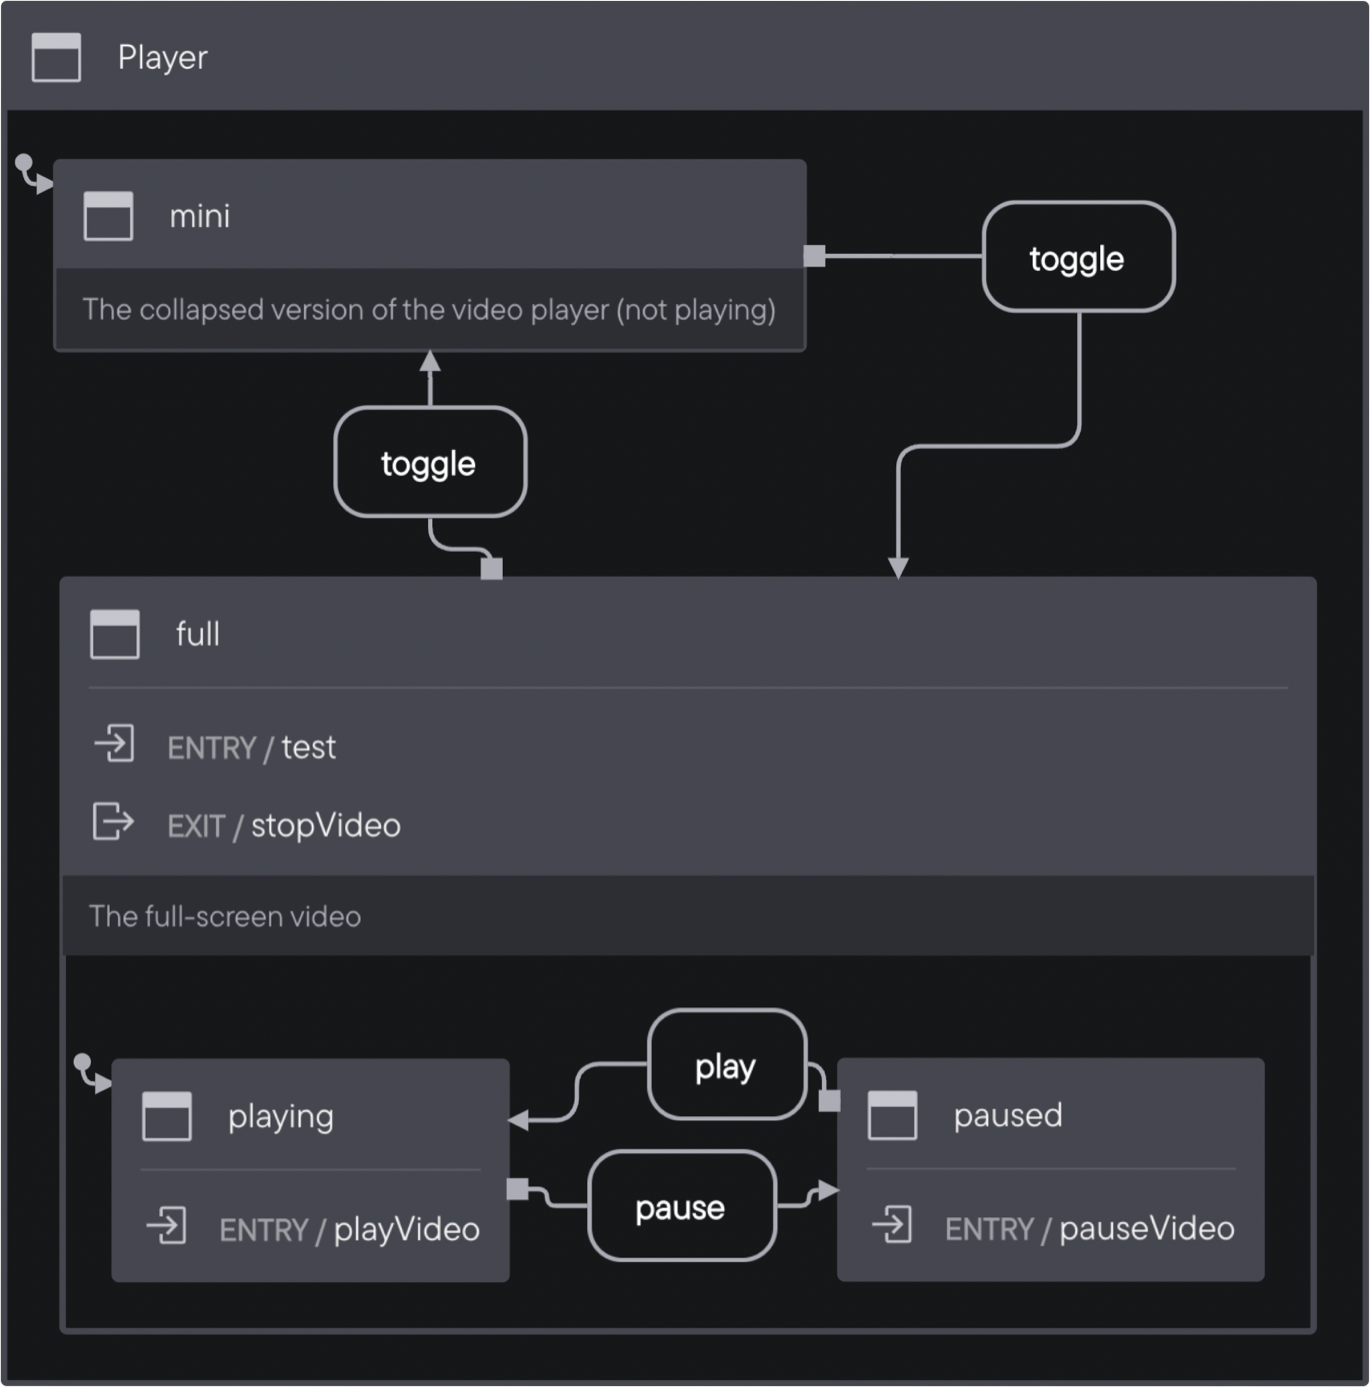 Player
mini
The collapsed version of the video player (not playing)
toggle
toggle
full
ENTRY / test
EXIT / stopVideo
The full-screen video
play
playing
paused
pause
ENTRY / playVideo
ENTRY / pauseVideo